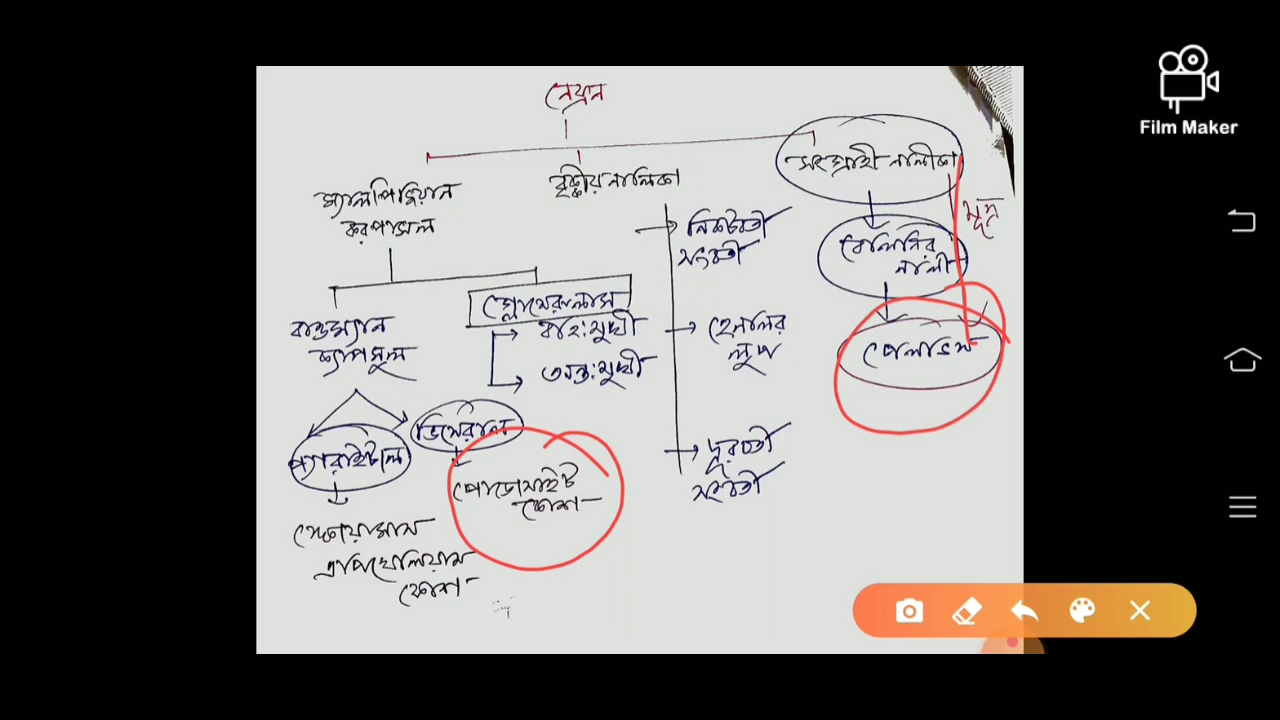 নেফ্রন
Film Maker
সংগ্রাহী নালীকা
বৃক্কীয় নালিকা
ম্যালপিজিয়ান
করপাসল
মূত্র
নিকটবর্তী
সংবর্তী
বেলিনির
নালী
গ্লোমেরুলাস
বাওম্যান
ক্যাপসুল
বহি:মুখী
অন্ত:মুখী
হেনলির
লুপ
পেলভিস
ভিসেরাল
প্যারাইটাল
দূরবর্তী
সংবর্তী
পোডোসাইট
কোশ
স্কোয়ামাস
এপিথেলিয়াম
কোশ